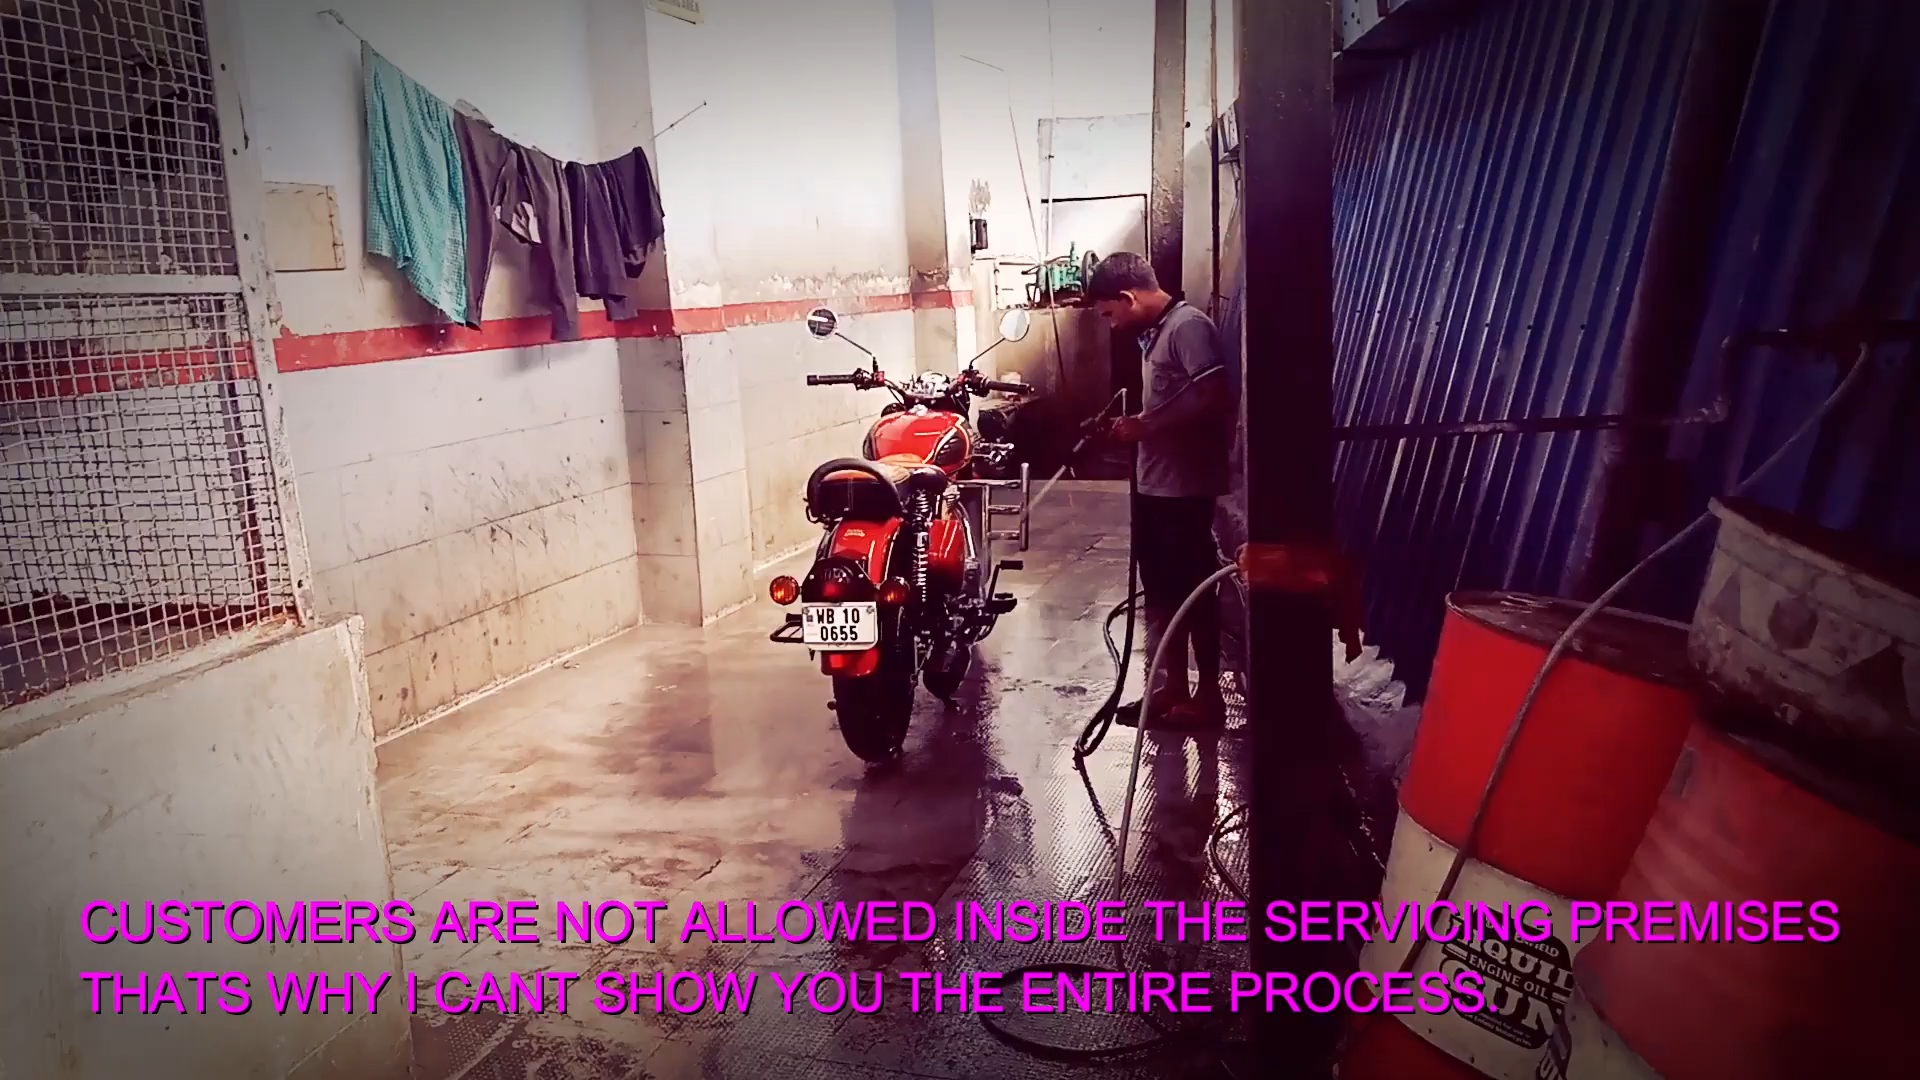 WB 10
0655
CUSTOMERS ARE NOT ALLOWED INSIDE THE SERVICING PREMISES
THATS WHY I CANT SHOW YOU THE ENTIRE PROCESS.
ENGINE OIL
GUN